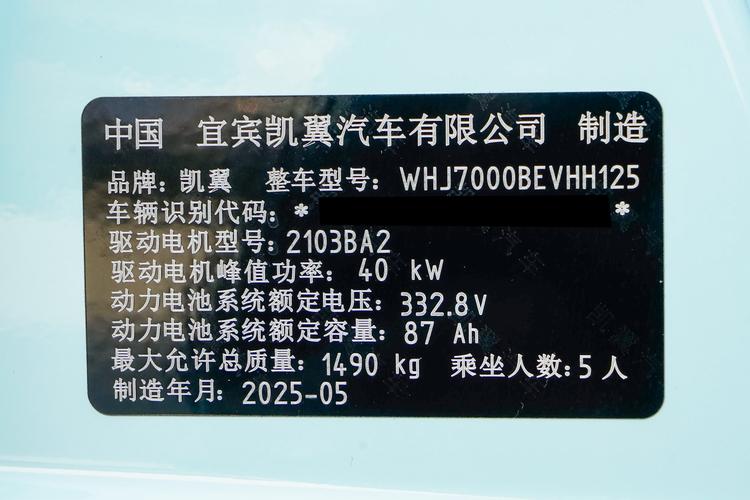 中国 宜宾凯翼汽车有限公司 制造
品牌: 凯翼 整车型号: WHJ7000BEVHH125
车辆识别代码: * *
驱动电机型号: 2103BA2
驱动电机峰值功率: 40 kW
动力电池系统额定电压: 332.8V
动力电池系统额定容量: 87 Ah
最大允许总质量: 1490 kg 乘坐人数: 5 人
制造年月: 2025-05